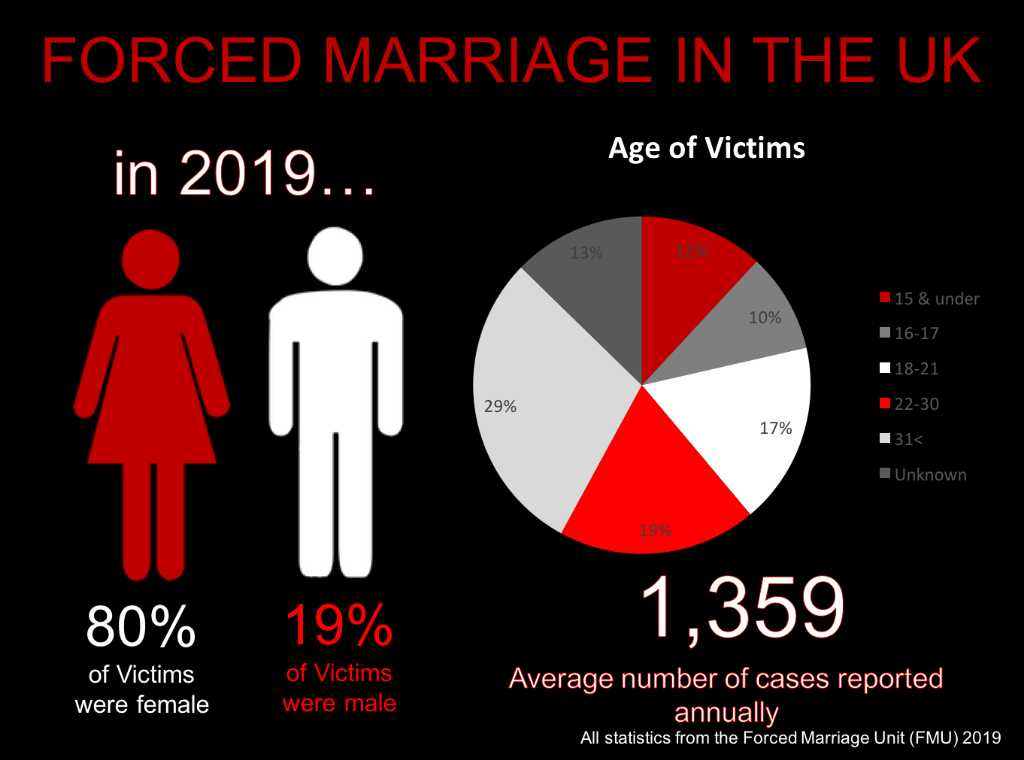 FORCED MARRIAGE IN THE UK
in 2019…
80%
of Victims
were female
19%
of Victims
were male
Age of Victims
12%
10%
17%
19%
29%
13%
15 & under
16-17
18-21
22-30
31<
Unknown
1,359
Average number of cases reported
annually
All statistics from the Forced Marriage Unit (FMU) 2019